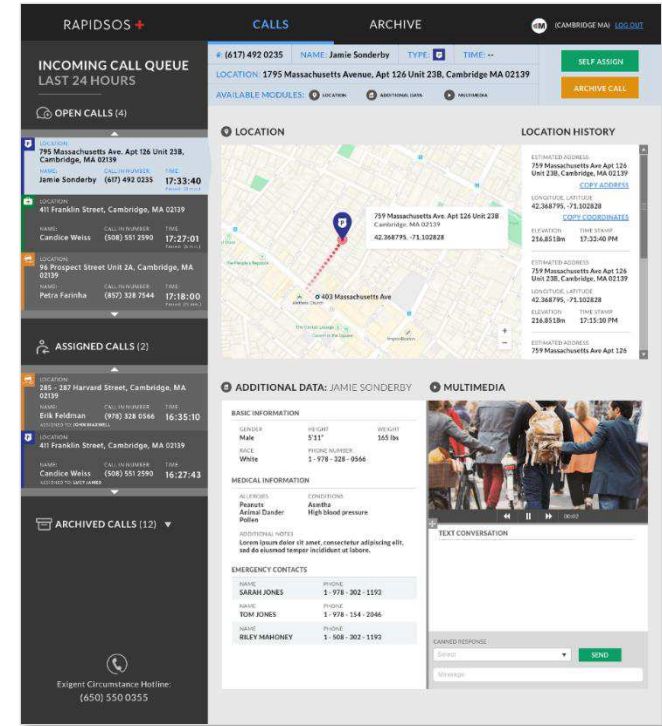 RAPIDSOS
CALLS
ARCHIVE
(CAMBRIDGE MA) LOG OUT
INCOMING CALL QUEUE
LAST 24 HOURS
OPEN CALLS (4)
LOCATION:
795 Massachusetts Ave. Apt 126 Unit 23B,
Cambridge, MA 02139
NAME: CALL IN NUMBER: TIME:
Jamie Sonderby (617) 492 0235 17:33:40
LOCATION:
411 Franklin Street, Cambridge, MA 02139
NAME: CALL IN NUMBER: TIME:
Candice Weiss (508) 551 2590 17:27:01
LOCATION:
96 Prospect Street Unit 2A, Cambridge, MA
02139
NAME: CALL IN NUMBER: TIME:
Petra Farinha (857) 328 7544 17:18:00
ASSIGNED CALLS (2)
LOCATION:
285 - 287 Harvard Street, Cambridge, MA
02139
NAME: CALL IN NUMBER: TIME:
Erik Feldman (978) 328 0566 16:35:10
ASSIGNED TO: JOHN MAXWELL
LOCATION:
411 Franklin Street, Cambridge, MA 02139
NAME: CALL IN NUMBER: TIME:
Candice Weiss (508) 551 2590 16:27:43
ASSIGNED TO: LUCY JAMES
ARCHIVED CALLS (12)
Exigent Circumstance Hotline:
(650) 550 0355
#: (617) 492 0235 NAME: Jamie Sonderby TYPE: TIME: --
LOCATION: 1795 Massachusetts Avenue, Apt 126 Unit 23B, Cambridge MA 02139
AVAILABLE MODULES: LOCATION ADDITIONAL DATA MULTIMEDIA
SELF ASSIGN
ARCHIVE CALL
LOCATION
759 Massachusetts Ave. Apt 126 Unit 23B
Cambridge, MA 02139
42.368795, -71.102828
403 Massachusetts Ave
LOCATION HISTORY
ESTIMATED ADDRESS
759 Massachusetts Ave Apt 126
Unit 23B, Cambridge, MA 02139
COPY ADDRESS
LONGITUDE, LATITUDE
42.368795, -71.102828
COPY COORDINATES
ELEVATION TIME STAMP
216.8518m 17:33:40 PM
ESTIMATED ADDRESS
759 Massachusetts Ave Apt 126
Unit 23B, Cambridge, MA 02139
LONGITUDE, LATITUDE
42.368795, -71.102828
ELEVATION TIME STAMP
216.8518m 17:15:10 PM
ESTIMATED ADDRESS
759 Massachusetts Ave Apt 126
ADDITIONAL DATA: JAMIE SONDERBY
BASIC INFORMATION
GENDER HEIGHT WEIGHT
Male 5'11" 165 lbs
RACE PHONE NUMBER
White 1 - 978 - 328 - 0566
MEDICAL INFORMATION
ALLERGIES CONDITIONS
Peanuts Asmtha
Animal Dander High blood pressure
Pollen
ADDITIONAL NOTES
Lorem ipsum dolor sit amet, consectetur adipiscing elit,
sed do eiusmod tempor incididunt ut labore.
EMERGENCY CONTACTS
NAME PHONE
SARAH JONES 1 - 978 - 302 - 1193
NAME PHONE
TOM JONES 1 - 978 - 154 - 2046
NAME PHONE
RILEY MAHONEY 1 - 508 - 302 - 1193
MULTIMEDIA
00:02
TEXT CONVERSATION
CANNED RESPONSE
Select
SEND
Message